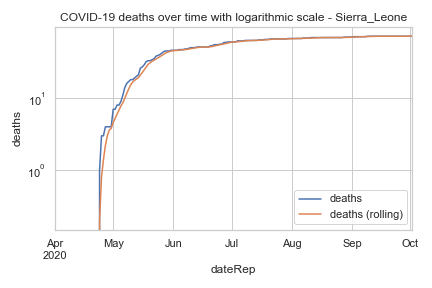 COVID-19 deaths over time with logarithmic scale - Sierra_Leone
deaths
10¹
10⁰
Apr
2020
May
Jun
Jul
Aug
Sep
Oct
dateRep
deaths
deaths (rolling)